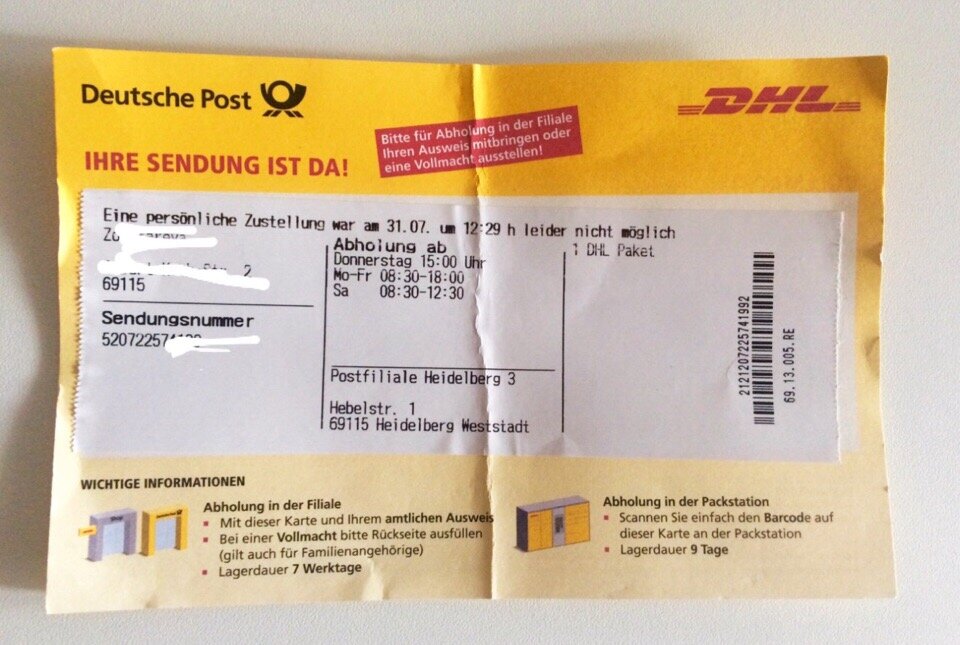 Deutsche Post
DHL
Bitte für Abholung in der Filiale
Ihren Ausweis mitbringen oder
eine Vollmacht ausstellen!
IHRE SENDUNG IST DA!
Eine persönliche Zustellung war am 31.07. um 12:29 h leider nicht möglich
2
69115
Sendungsnummer
520722574
Abholung ab
Donnerstag 15:00 Uhr
Mo-Fr 08:30-18:00
Sa 08:30-12:30
Postfiliale Heidelberg 3
Hebelstr. 1
69115 Heidelberg Weststadt
1 DHL Paket
2121207225741992
69.13.005.RE
WICHTIGE INFORMATIONEN
Abholung in der Filiale
▪ Mit dieser Karte und Ihrem amtlichen Ausweis
▪ Bei einer Vollmacht bitte Rückseite ausfüllen
(gilt auch für Familienangehörige)
▪ Lagerdauer 7 Werktage
Shop
Deutsche Post
Abholung in der Packstation
▪ Scannen Sie einfach den Barcode auf
dieser Karte an der Packstation
▪ Lagerdauer 9 Tage